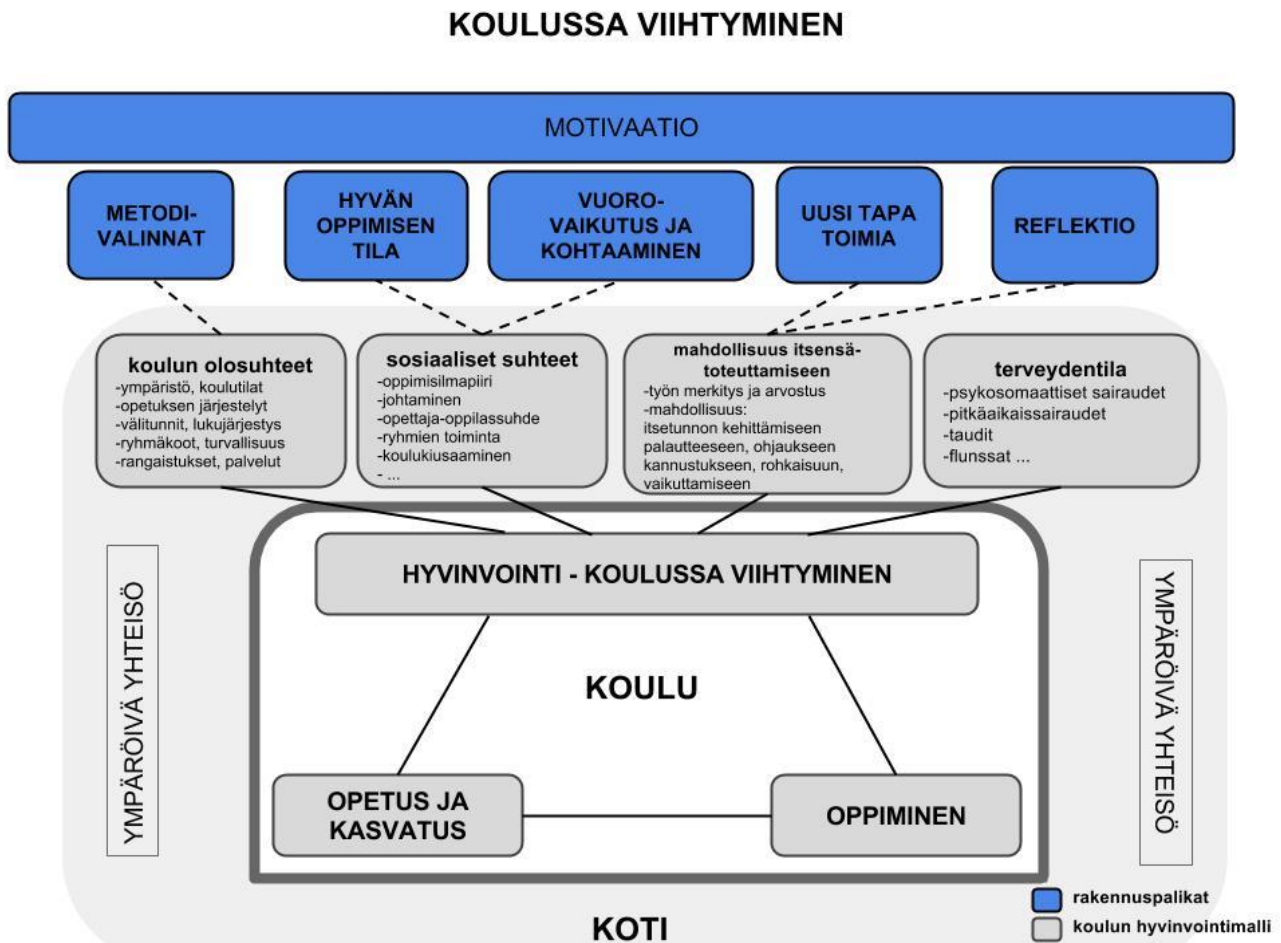 KOULUSSA VIIHTYMINEN
MOTIVAATIO
METODI-
VALINNAT
HYVÄN
OPPIMISEN
TILA
VUORO-
VAIKUTUS JA
KOHTAAMINEN
UUSI TAPA
TOIMIA
REFLEKTIO
koulun olosuhteet
-ympäristö, koulutilat
-opetuksen järjestelyt
-välitunnit, lukujärjestys
-ryhmäkoot, turvallisuus
-rangaistukset, palvelut
sosiaaliset suhteet
-oppimisilmapiiri
-johtaminen
-opettaja-oppilassuhde
-ryhmien toiminta
-koulukiusaaminen
- ...
mahdollisuus itsensä-
toteuttamiseen
-työn merkitys ja arvostus
-mahdollisuus:
itsetunnon kehittämiseen
palautteeseen, ohjaukseen
kannustukseen, rohkaisuun,
vaikuttamiseen
terveydentila
-psykosomaattiset sairaudet
-pitkäaikaissairaudet
-taudit
-flunssat ...
YMPÄRÖIVÄ YHTEISÖ
HYVINVOINTI - KOULUSSA VIIHTYMINEN
KOULU
OPETUS JA
KASVATUS
OPPIMINEN
YMPÄRÖIVÄ YHTEISÖ
KOTI
rakennuspalikat
koulun hyvinvointimalli